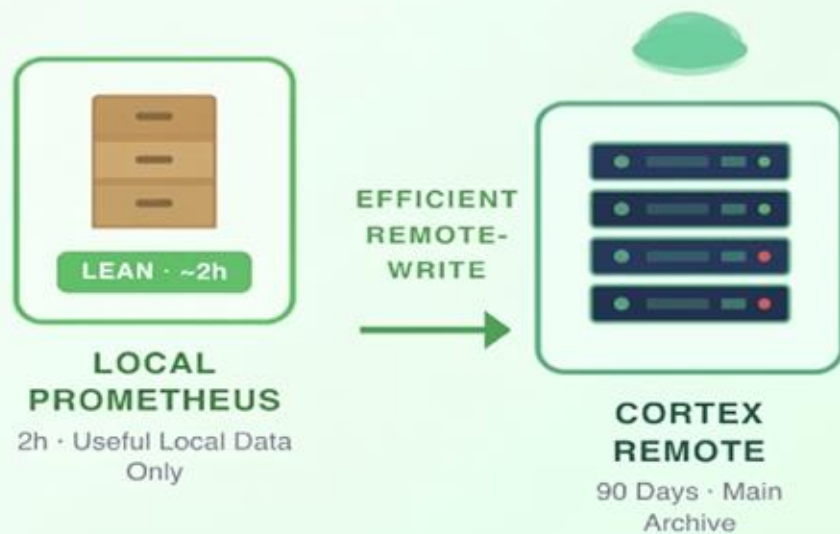 LEAN · ~2h
LOCAL
PROMETHEUS
2h · Useful Local Data
Only
EFFICIENT
REMOTE-
WRITE
CORTEX
REMOTE
90 Days · Main
Archive